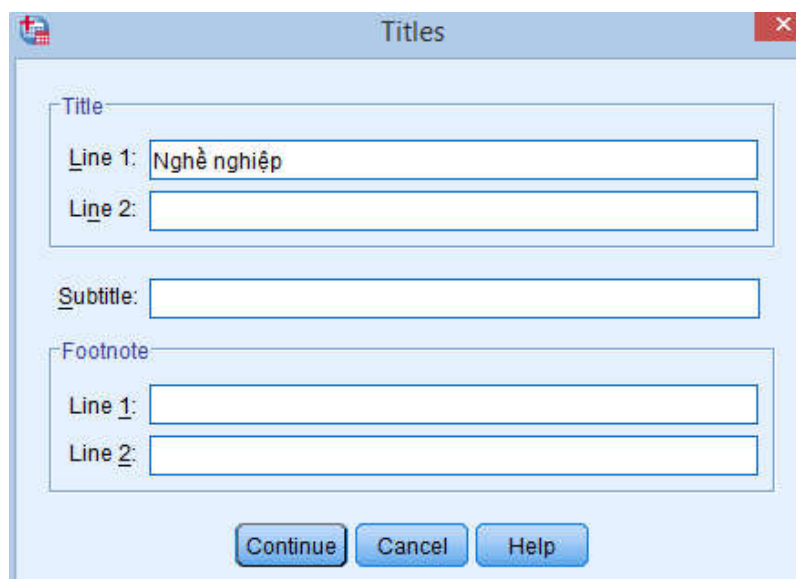 Titles
Title
Line 1: Nghề nghiệp
Line 2:
Subtitle:
Footnote
Line 1:
Line 2:
Continue Cancel Help